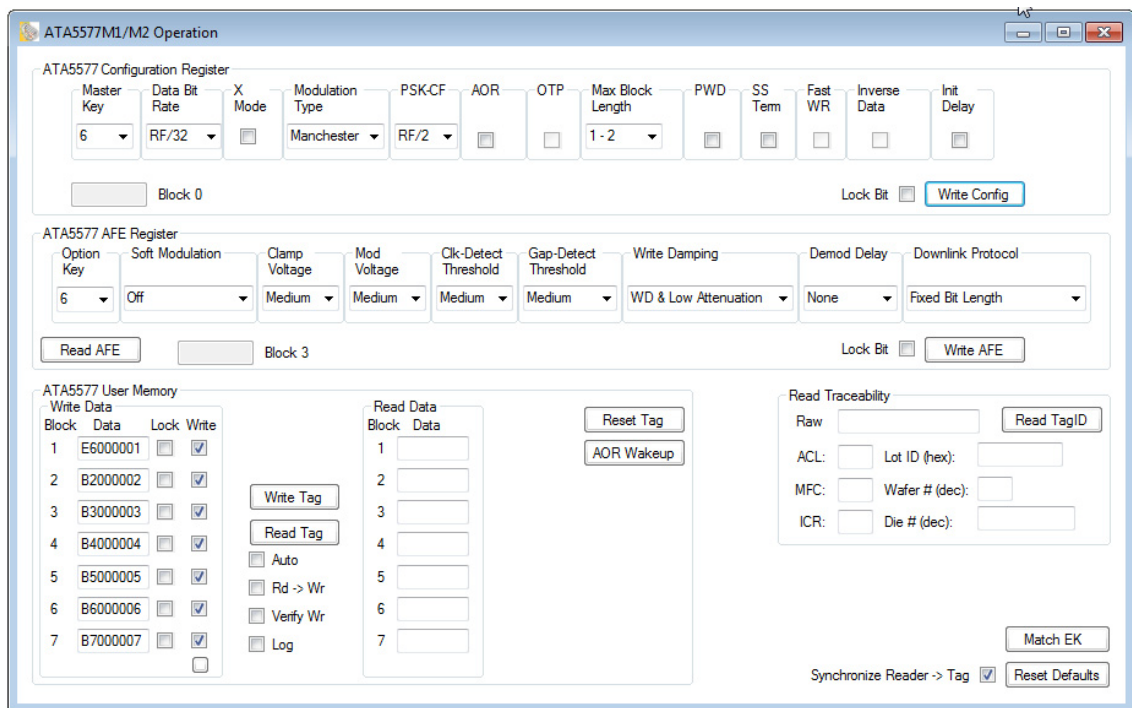 ATA5577M1/M2 Operation
ATA5577 Configuration Register
Master Key
Data Bit Rate
X Mode
Modulation Type
PSK-CF
AOR
OTP
Max Block Length
PWD
SS Term
Fast WR
Inverse Data
Init Delay
6
RF/32
Manchester
RF/2
1 - 2
Block 0
Lock Bit
Write Config
ATA5577 AFE Register
Option Key
Soft Modulation
Clamp Voltage
Mod Voltage
Clk-Detect Threshold
Gap-Detect Threshold
Write Damping
Demod Delay
Downlink Protocol
6
Off
Medium
Medium
Medium
Medium
WD & Low Attenuation
None
Fixed Bit Length
Read AFE
Block 3
Lock Bit
Write AFE
ATA5577 User Memory
Write Data
Block Data Lock Write
1 E6000001
2 B2000002
3 B3000003
4 B4000004
5 B5000005
6 B6000006
7 B7000007
Write Tag
Read Tag
Auto
Rd -> Wr
Verify Wr
Log
Read Data
Block Data
1
2
3
4
5
6
7
Reset Tag
AOR Wakeup
Read Traceability
Raw
Read TagID
ACL:
Lot ID (hex):
MFC:
Wafer # (dec):
ICR:
Die # (dec):
Match EK
Synchronize Reader -> Tag
Reset Defaults